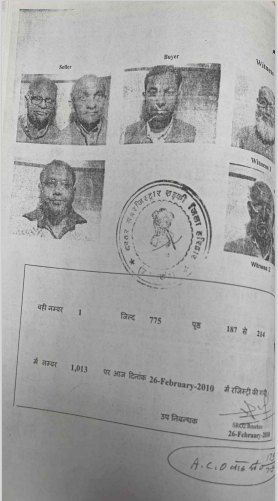 Seller
Buyer
Witness 1
Witness 2
बही नम्बर 1 जिल्द 775 पृष्ठ 187 से 214
में नम्बर 1,013 पर आज दिनांक 26-February-2010 में रजिस्ट्री की गयी
उप निबन्धक
26-February-2010
A.C.O